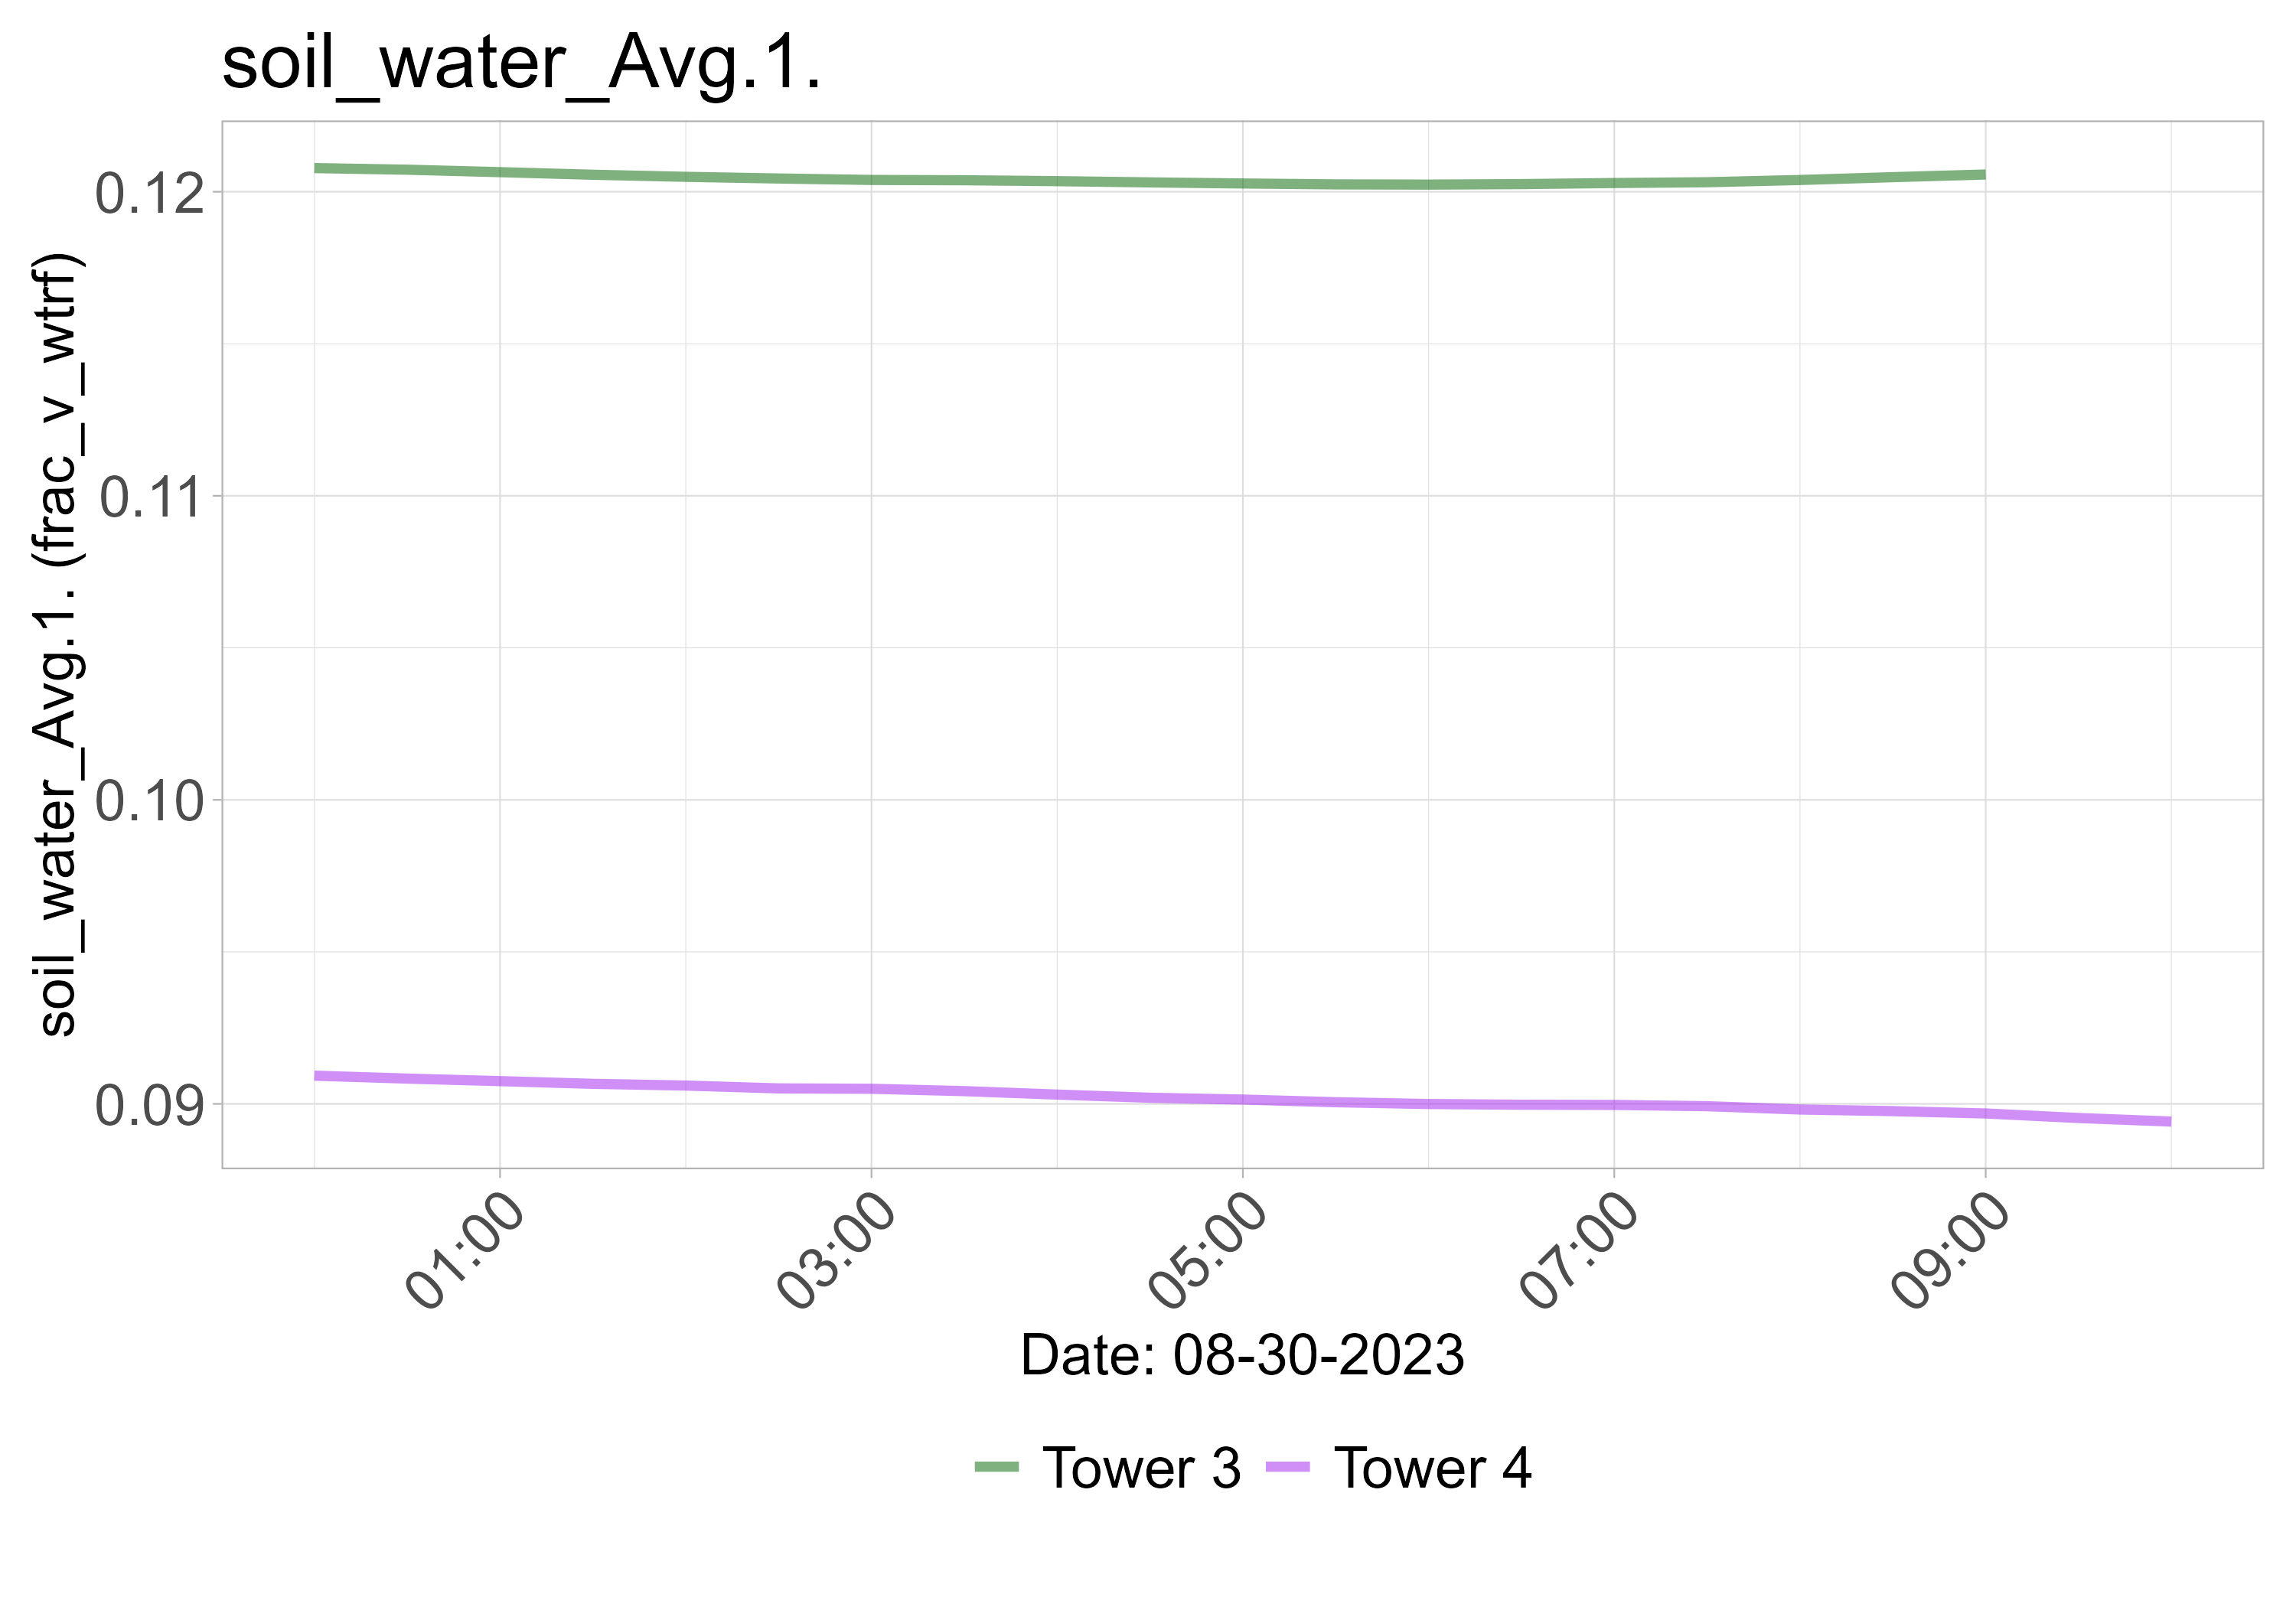 soil_water_Avg.1.
soil_water_Avg.1. (frac_v_wtrf)
0.12
0.11
0.10
0.09
01:00
03:00
05:00
07:00
09:00
Date: 08-30-2023
Tower 3
Tower 4